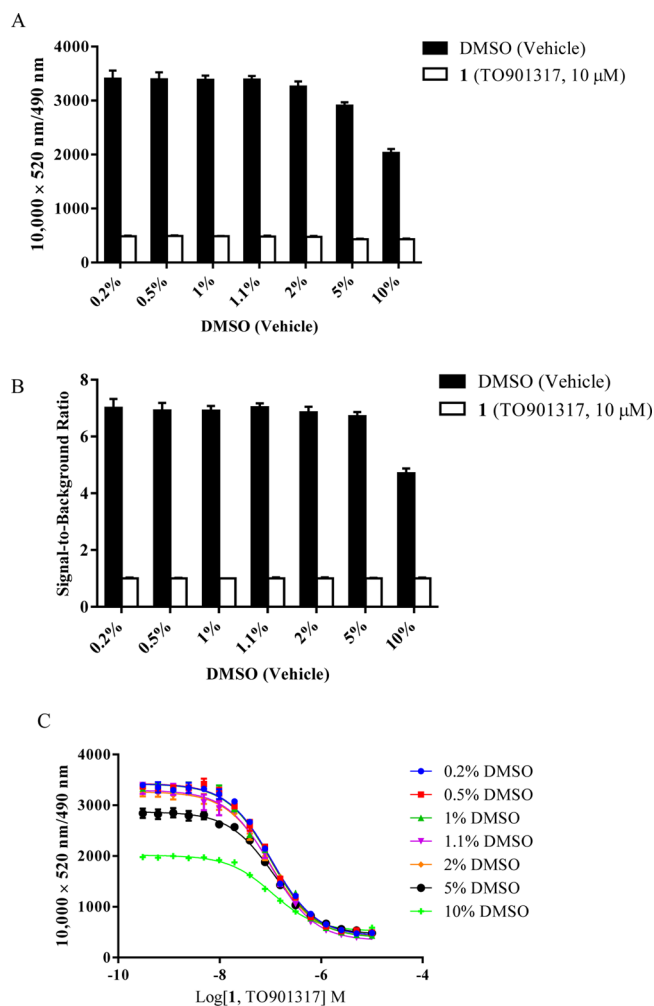 A
4000
3000
2000
1000
0
10,000 × 520 nm/490 nm
0.2%
0.5%
1%
1.1%
2%
5%
10%
DMSO (Vehicle)
DMSO (Vehicle)
1 (TO901317, 10 µM)
B
8
6
4
2
0
Signal-to-Background Ratio
0.2%
0.5%
1%
1.1%
2%
5%
10%
DMSO (Vehicle)
DMSO (Vehicle)
1 (TO901317, 10 µM)
C
4000
3000
2000
1000
0
10,000 × 520 nm/490 nm
-10
-8
-6
-4
Log[1, TO901317] M
0.2% DMSO
0.5% DMSO
1% DMSO
1.1% DMSO
2% DMSO
5% DMSO
10% DMSO